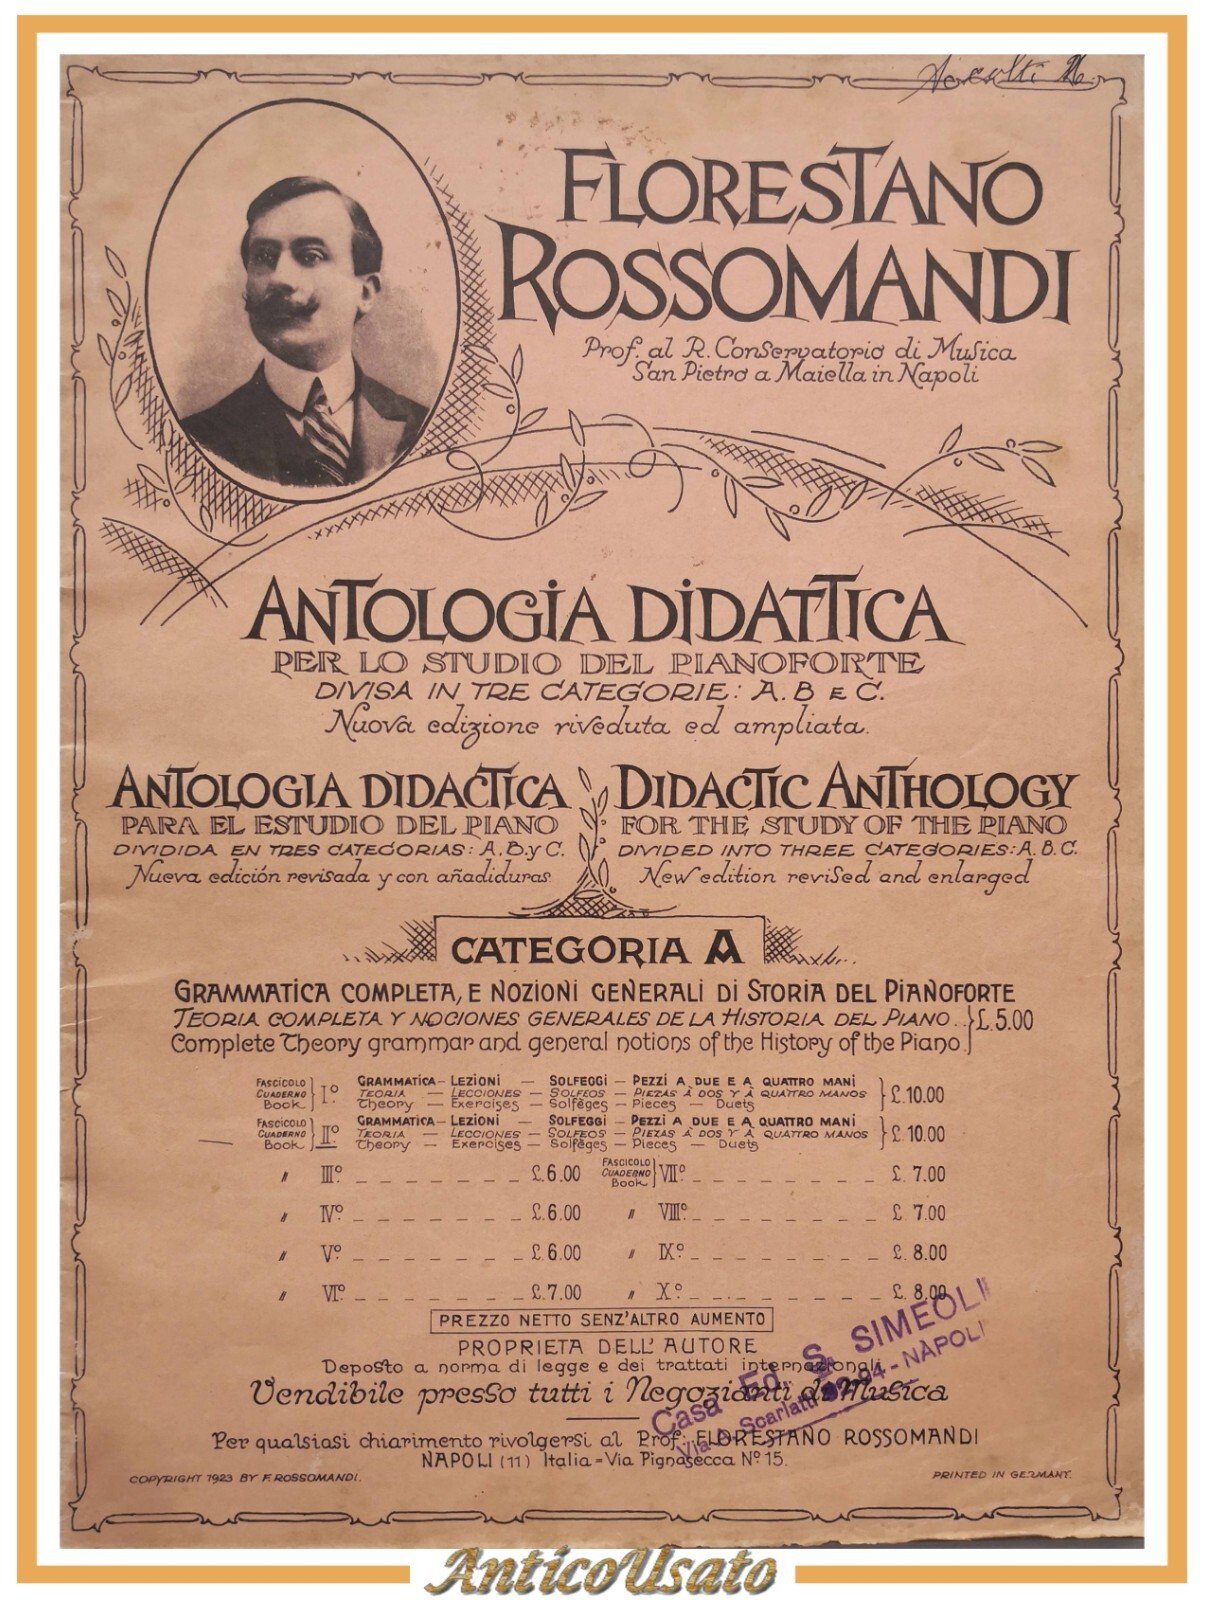 FLORESTANO
ROSSOMANDI
Prof. al R. Conservatorio di Musica
San Pietro a Maiella in Napoli
ANTOLOGIA DIDATTICA
PER LO STUDIO DEL PIANOFORTE
DIVISA IN TRE CATEGORIE: A. B E C.
Nuova edizione riveduta ed ampliata.
ANTOLOGIA DIDACTICA
PARA EL ESTUDIO DEL PIANO
DIVIDIDA EN TRES CATEGORIAS: A, B y C.
Nueva edición revisada y con añadiduras
DIDACTIC ANTHOLOGY
FOR THE STUDY OF THE PIANO
DIVIDED INTO THREE CATEGORIES: A. B. C.
New edition revised and enlarged
CATEGORIA A
GRAMMATICA COMPLETA, E NOZIONI GENERALI DI STORIA DEL PIANOFORTE
TEORIA COMPLETA Y NOCIONES GENERALES DE LA HISTORIA DEL PIANO . . £. 5.00
Complete Theory grammar and general notions of the History of the Piano.
FASCICOLO GRAMMATICA – LEZIONI – SOLFEGGI – PEZZI A DUE E A QUATTRO MANI
CUADERNO I.º TEORIA – LECCIONES – SOLFEOS – PIEZAS À DOS Y À QUATTRO MANOS £. 10.00
BOOK Theory – Exercises – Solfèges – Pieces – Duets
FASCICOLO GRAMMATICA – LEZIONI – SOLFEGGI – PEZZI A DUE E A QUATTRO MANI
CUADERNO II.º TEORIA – LECCIONES – SOLFEOS – PIEZAS À DOS Y À QUATTRO MANOS £. 10.00
BOOK Theory – Exercises – Solfèges – Pieces – Duets
〃 III.º £. 6.00 FASCICOLO CUADERNO BOOK VII.º £. 7.00
〃 IV.º £. 6.00 〃 VIII.º £. 7.00
〃 V.º £. 6.00 〃 IX.º £. 8.00
〃 VI.º £. 7.00 〃 X.º £. 8.00
PREZZO NETTO SENZ'ALTRO AUMENTO
PROPRIETA DELL' AUTORE
Deposto a norma di legge e dei trattati internazionali
Vendibile presso tutti i Negozianti di Musica
Casa Ed. S. SIMEOLI
Via A. Scarlatti - NAPOLI
Per qualsiasi chiarimento rivolgersi al Prof. FLORESTANO ROSSOMANDI
NAPOLI (11) Italia = Via Pignasecca Nº. 15.
COPYRIGHT 1923 BY F. ROSSOMANDI.
PRINTED IN GERMANY.
AnticoUsato